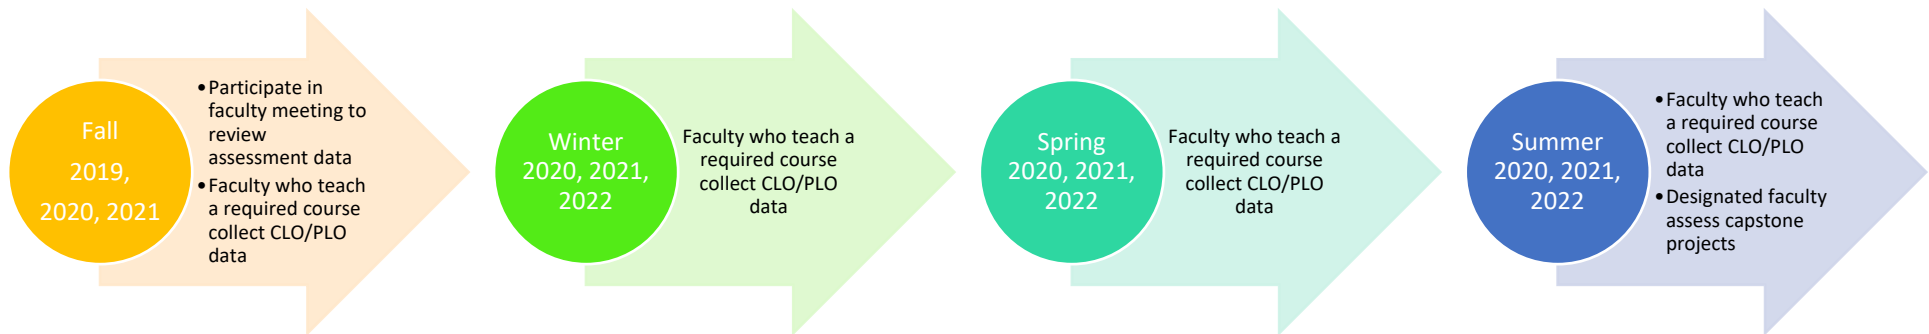 Fall
2019,
2020, 2021
•Participate in
faculty meeting to
review
assessment data
•Faculty who teach
a required course
collect CLO/PLO
data
Winter
2020, 2021,
2022
Faculty who teach a
required course
collect CLO/PLO
data
Spring
2020, 2021,
2022
Faculty who teach a
required course
collect CLO/PLO
data
Summer
2020, 2021,
2022
•Faculty who teach
a required course
collect CLO/PLO
data
•Designated faculty
assess capstone
projects